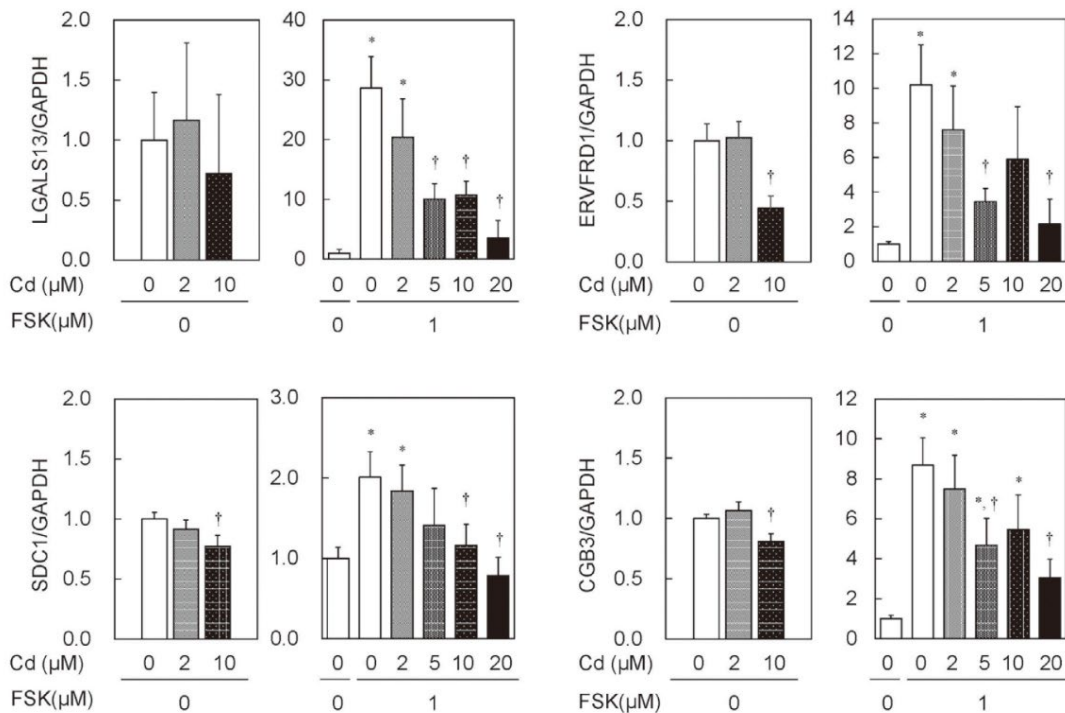 LGALS13/GAPDH
2.0
1.5
1.0
0.5
0.0
Cd (μM) 0 2 10
FSK(μM) 0
40
30
20
10
0
* * † † †
0 0 2 5 10 20
0 1
ERVFRD1/GAPDH
2.0
1.5
1.0
0.5
0.0
†
Cd (μM) 0 2 10
FSK(μM) 0
14
12
10
8
6
4
2
0
* * † †
0 0 2 5 10 20
0 1
SDC1/GAPDH
2.0
1.5
1.0
0.5
0.0
†
Cd (μM) 0 2 10
FSK(μM) 0
3.0
2.0
1.0
0.0
* * † †
0 0 2 5 10 20
0 1
CGB3/GAPDH
2.0
1.5
1.0
0.5
0.0
†
Cd (μM) 0 2 10
FSK(μM) 0
12
10
8
6
4
2
0
* * *, † * †
0 0 2 5 10 20
0 1